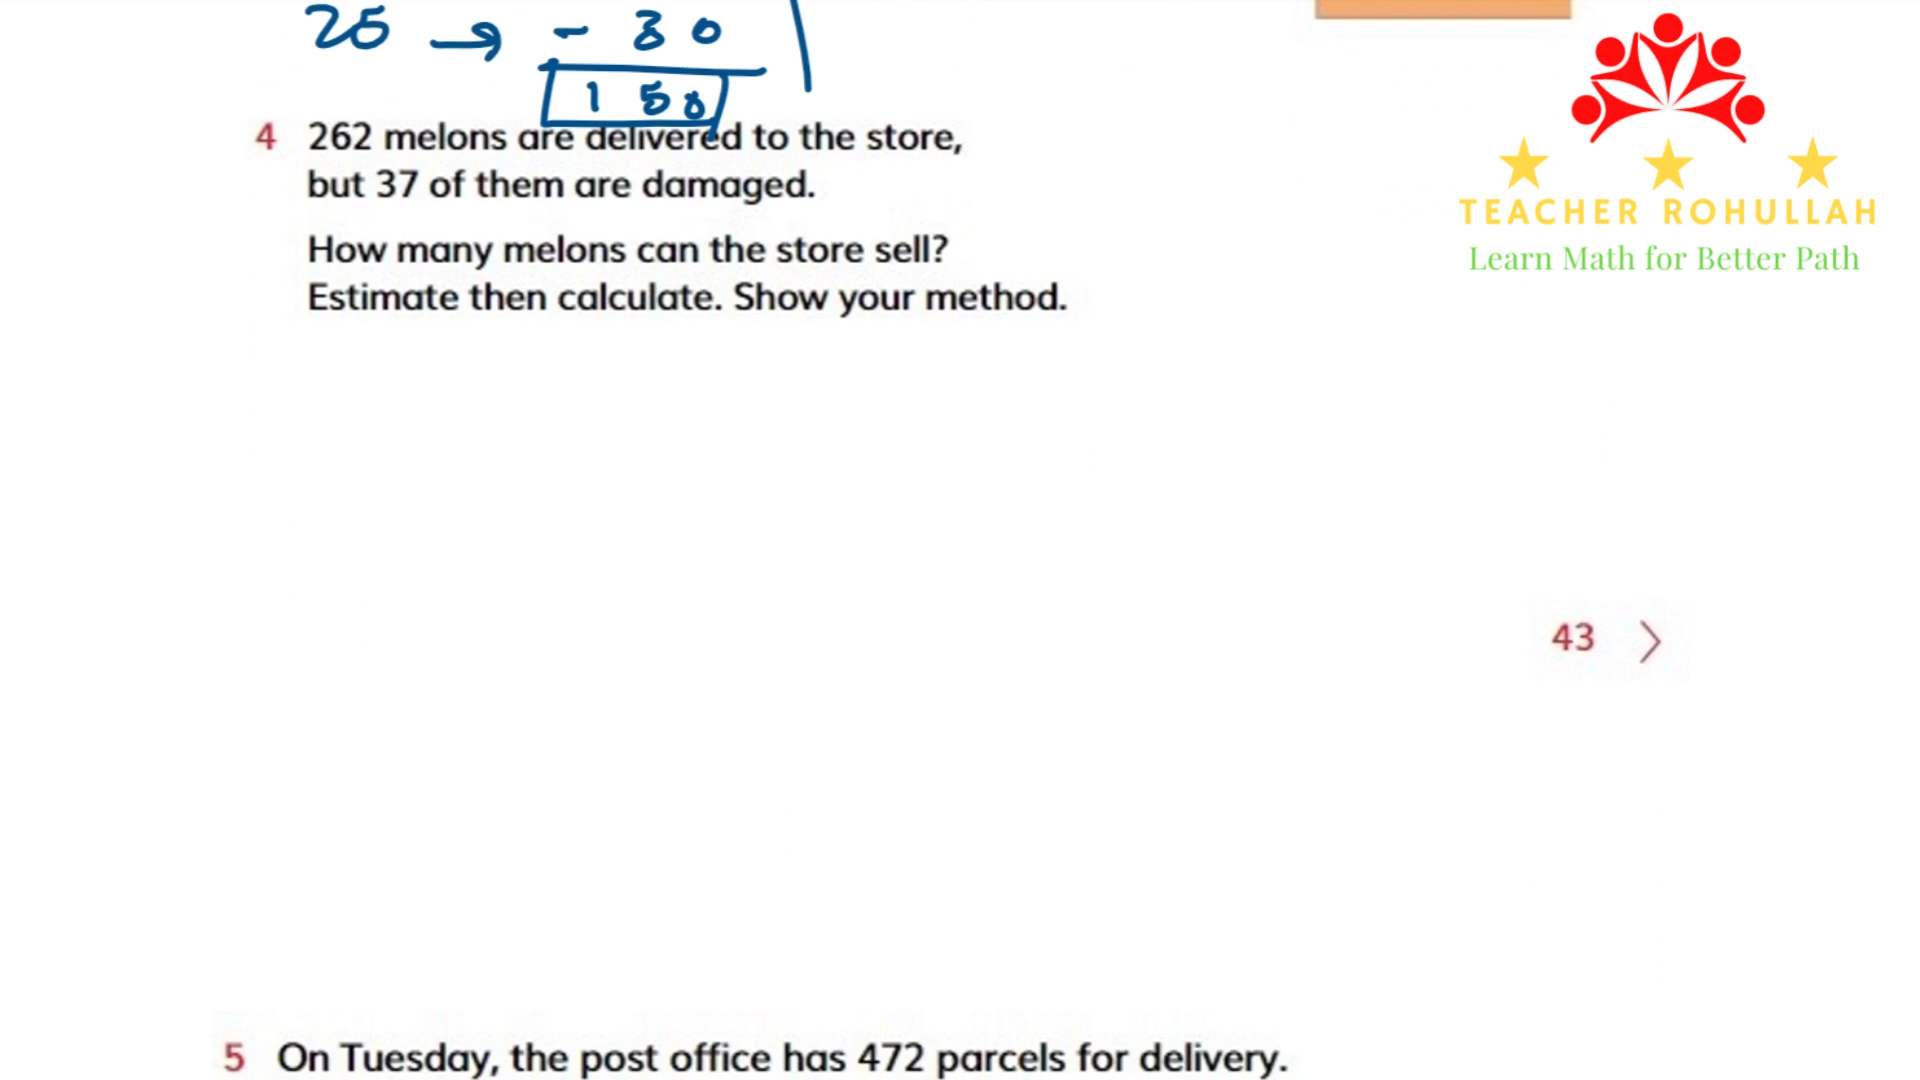 25 → - 30
150
4 262 melons are delivered to the store,
but 37 of them are damaged.
How many melons can the store sell?
Estimate then calculate. Show your method.
TEACHER ROHULLAH
Learn Math for Better Path
43 >
5 On Tuesday, the post office has 472 parcels for delivery.